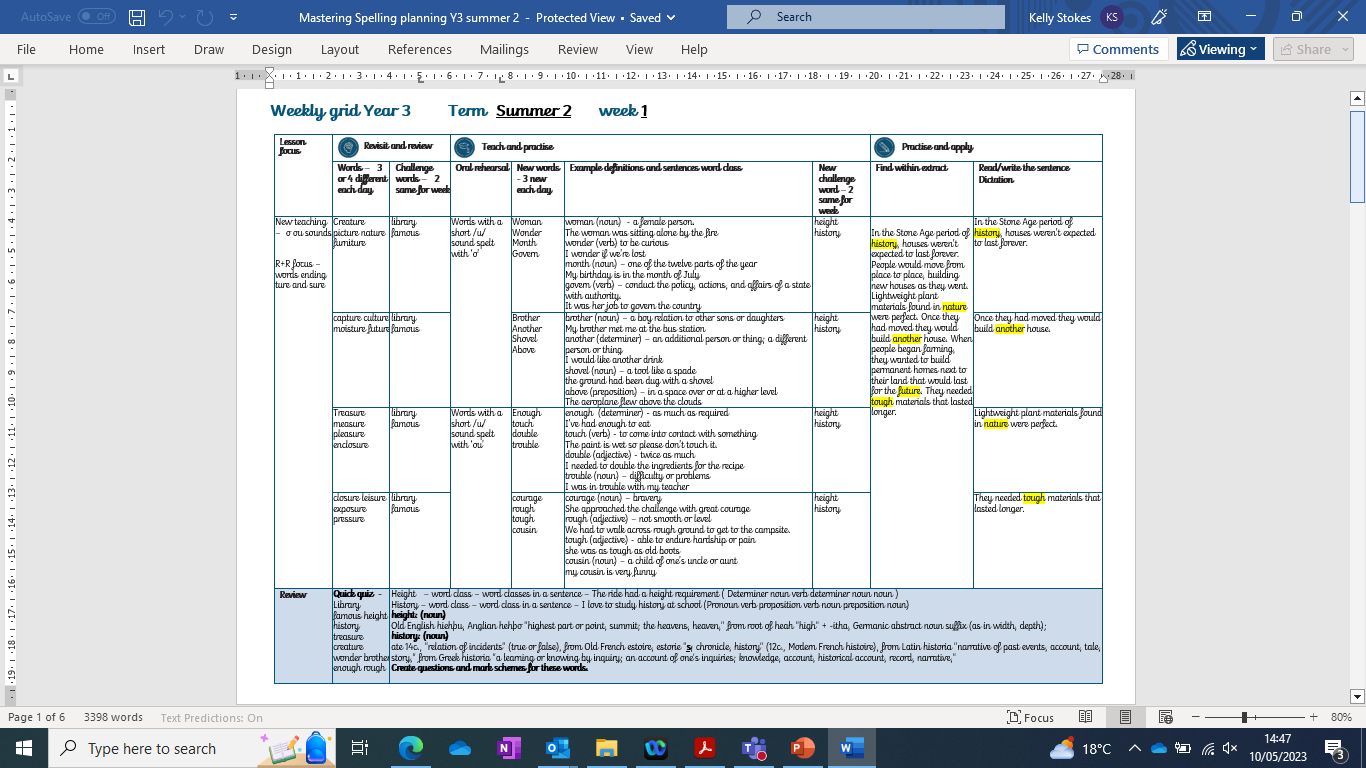 AutoSave Off Mastering Spelling planning Y3 summer 2 - Protected View • Saved Search Kelly Stokes KS
File Home Insert Draw Design Layout References Mailings Review View Help Comments Viewing Share
Weekly grid Year 3 Term Summer 2 week 1
Lesson focus
Revisit and review
Teach and practise
Practise and apply
Words – 3 or 4 different each day
Challenge words – 2 same for week
Oral rehearsal
New words - 3 new each day
Example definitions and sentences word class
New challenge word – 2 same for week
Find within extract
Read/write the sentence
Dictation
New teaching
– o ou sounds
R+R focus –
words ending
ture and sure
Creature
picture nature
furniture
library
famous
Words with a
short /u/
sound spelt
with 'o'
Woman
Wonder
Month
Govern
woman (noun) - a female person.
The woman was sitting alone by the fire
wonder (verb) to be curious
I wonder if we're lost
month (noun) – one of the twelve parts of the year
My birthday is in the month of July
govern (verb) – conduct the policy, actions, and affairs of a state
with authority.
It was her job to govern the country
height
history
In the Stone Age period of
history, houses weren't
expected to last forever.
People would move from
place to place, building
new houses as they went.
Lightweight plant
materials found in nature
were perfect. Once they
had moved they would
build another house. When
people began farming,
they wanted to build
permanent homes next to
their land that would last
for the future. They needed
tough materials that lasted
longer.
In the Stone Age period of
history, houses weren't expected
to last forever.
capture culture
moisture future
library
famous
Brother
Another
Shovel
Above
brother (noun) – a boy relation to other sons or daughters
My brother met me at the bus station
another (determiner) – an additional person or thing; a different
person or thing
I would like another drink
shovel (noun) – a tool like a spade
the ground had been dug with a shovel
above (preposition) – in a space over or at a higher level
The aeroplane flew above the clouds
height
history
Once they had moved they would
build another house.
Treasure
measure
pleasure
enclosure
library
famous
Words with a
short /u/
sound spelt
with 'ou'
Enough
touch
double
trouble
enough (determiner) - as much as required
I've had enough to eat
touch (verb) - to come into contact with something
The paint is wet so please don't touch it.
double (adjective) - twice as much
I needed to double the ingredients for the recipe
trouble (noun) – difficulty or problems
I was in trouble with my teacher
height
history
Lightweight plant materials found
in nature were perfect.
closure leisure
exposure
pressure
library
famous
courage
rough
tough
cousin
courage (noun) – bravery
She approached the challenge with great courage
rough (adjective) – not smooth or level
We had to walk across rough ground to get to the campsite.
tough (adjective) - able to endure hardship or pain
she was as tough as old boots
cousin (noun) – a child of one's uncle or aunt
my cousin is very funny
height
history
They needed tough materials that
lasted longer.
Review
Quick quiz –
Library
famous height
history
treasure
creature
wonder brother
enough rough
Height – word class – word classes in a sentence – The ride had a height requirement ( Determiner noun verb determiner noun noun )
History – word class – word class in a sentence – I love to study history at school (Pronoun verb proposition verb noun preposition noun)
height: (noun)
Old English hiehþu, Anglian hehþo "highest part or point, summit; the heavens, heaven," from root of heah "high" + -itha, Germanic abstract noun suffix (as in width, depth);
history: (noun)
ate 14c., "relation of incidents" (true or false), from Old French estoire, estorie "s; chronicle, history" (12c., Modern French histoire), from Latin historia "narrative of past events, account, tale,
story," from Greek historia "a learning or knowing by inquiry; an account of one's inquiries; knowledge, account, historical account, record, narrative,"
Create questions and mark schemes for these words.
Page 1 of 6 3398 words Text Predictions: On Focus 80%
Type here to search 18°C 14:47
10/05/2023 3